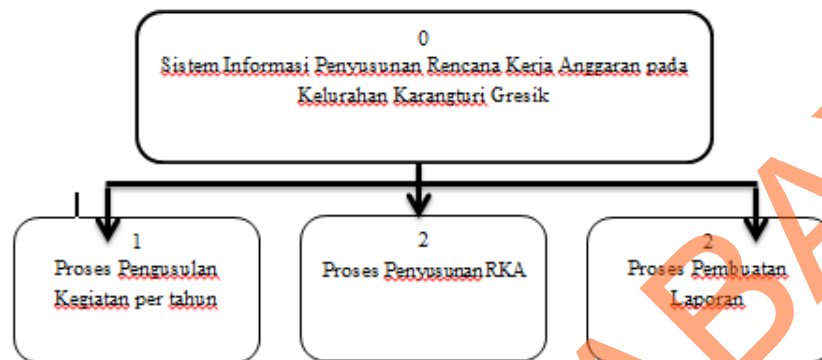 0
Sistem Informasi Penyusunan Rencana Kerja Anggaran pada
Kelurahan Karangturi Gresik
1
Proses Pengusulan
Kegiatan per tahun
2
Proses Penyusunan RKA
2
Proses Pembuatan
Laporan
ABA